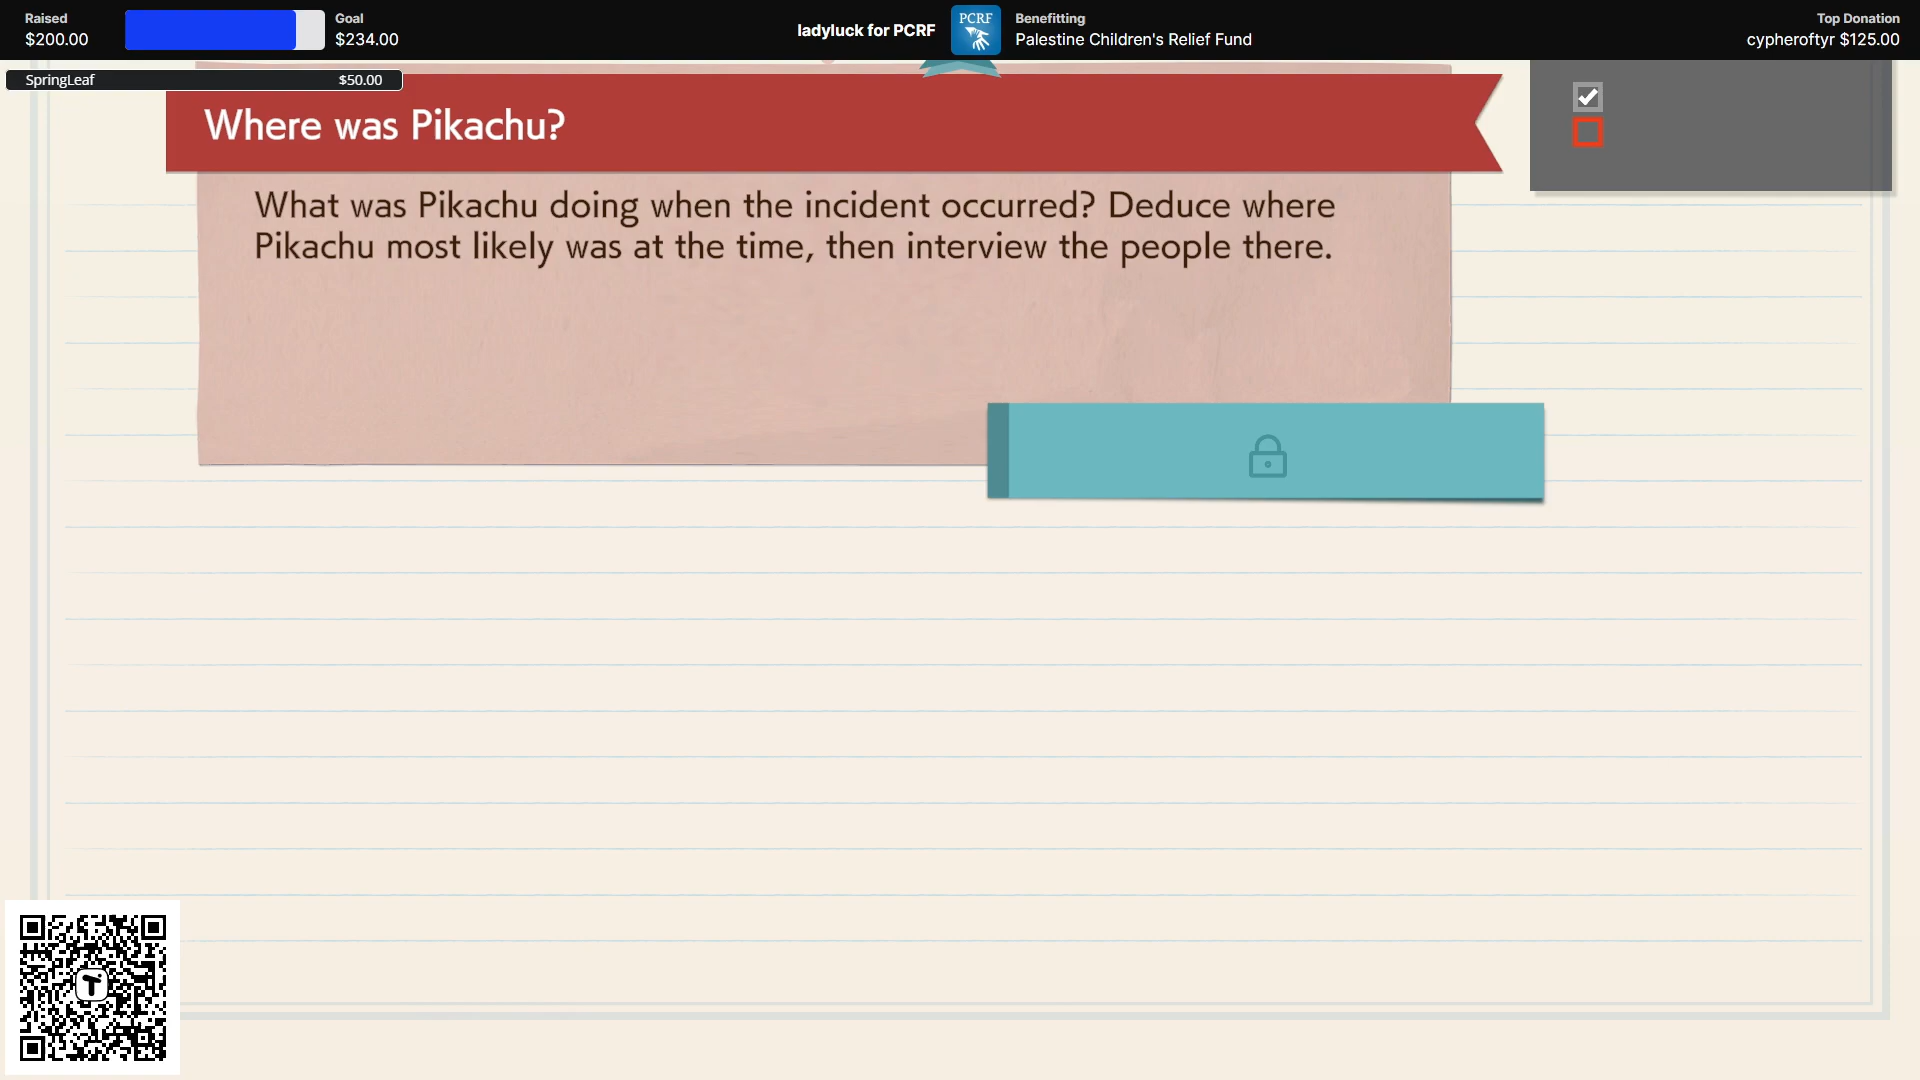 Raised
$200.00
Goal
$234.00
ladyluck for PCRF
PCRF
Benefitting
Palestine Children's Relief Fund
Top Donation
cypheroftyr $125.00
SpringLeaf $50.00
Where was Pikachu?
What was Pikachu doing when the incident occurred? Deduce where
Pikachu most likely was at the time, then interview the people there.